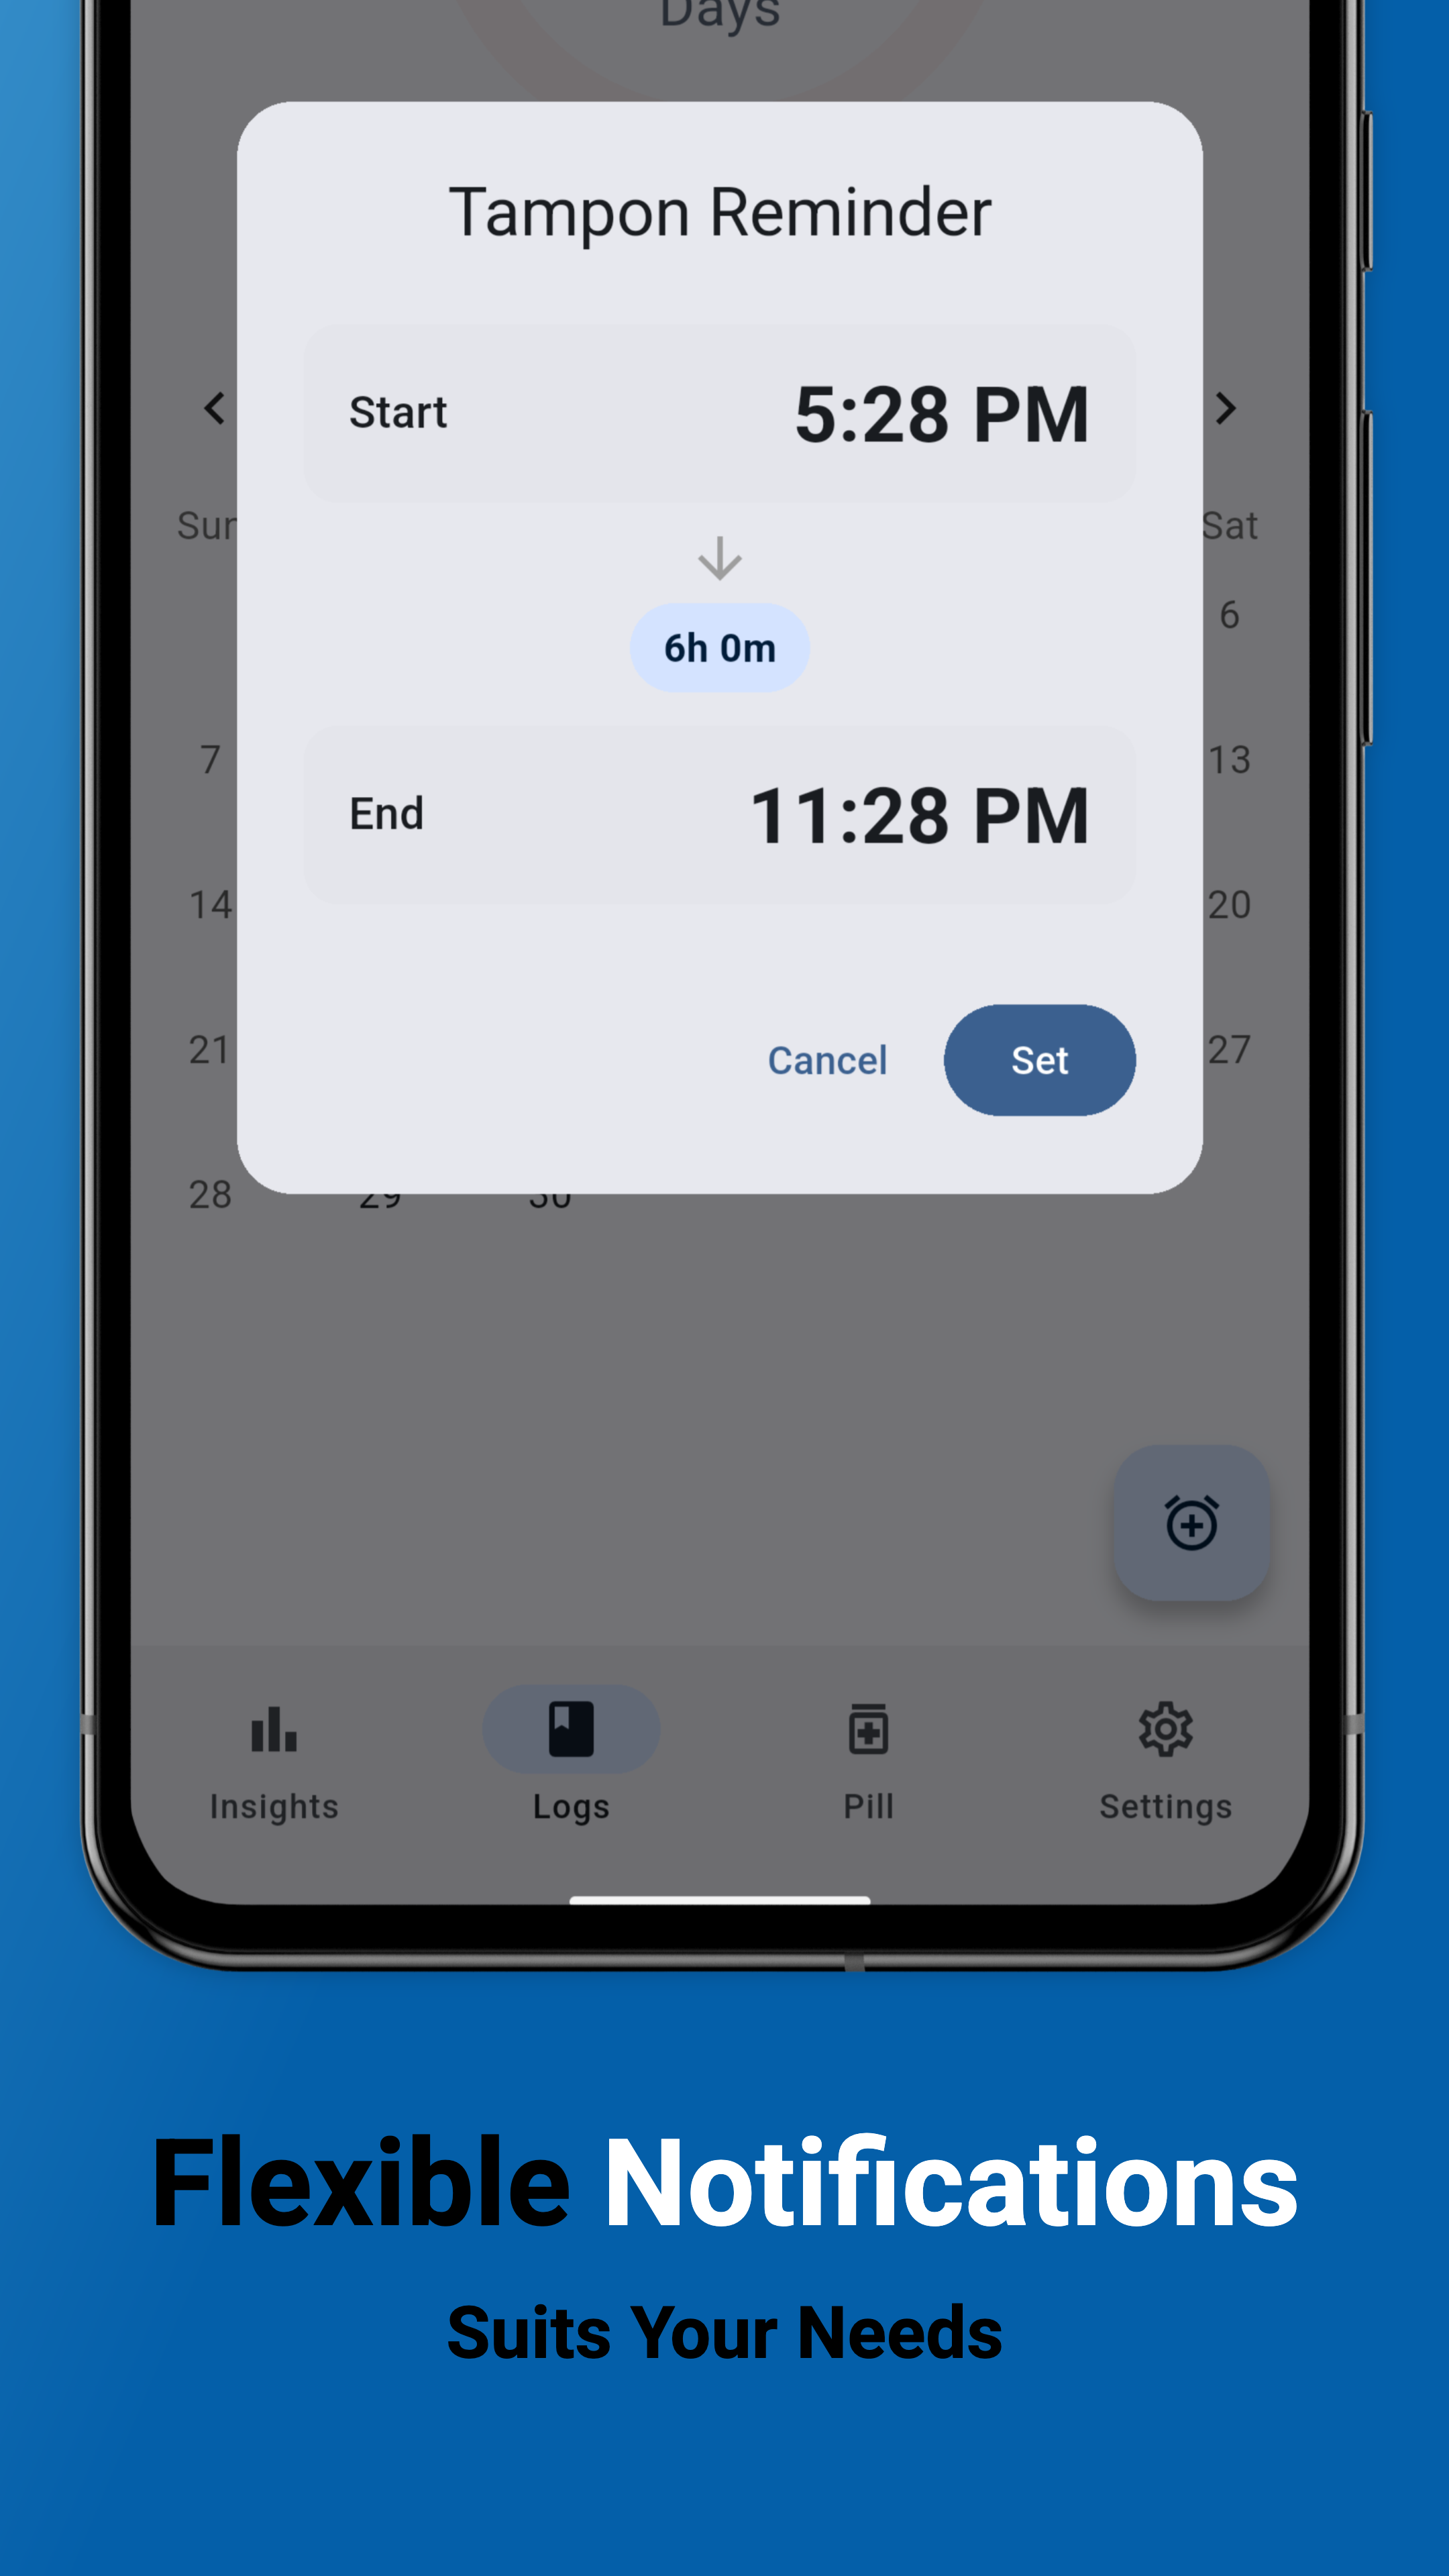 Days
Tampon Reminder
Start 5:28 PM
Sun Sat
6h 0m
6
7 13
End 11:28 PM
14 20
21 27
Cancel Set
28 29 30
Insights Logs Pill Settings
Flexible Notifications
Suits Your Needs